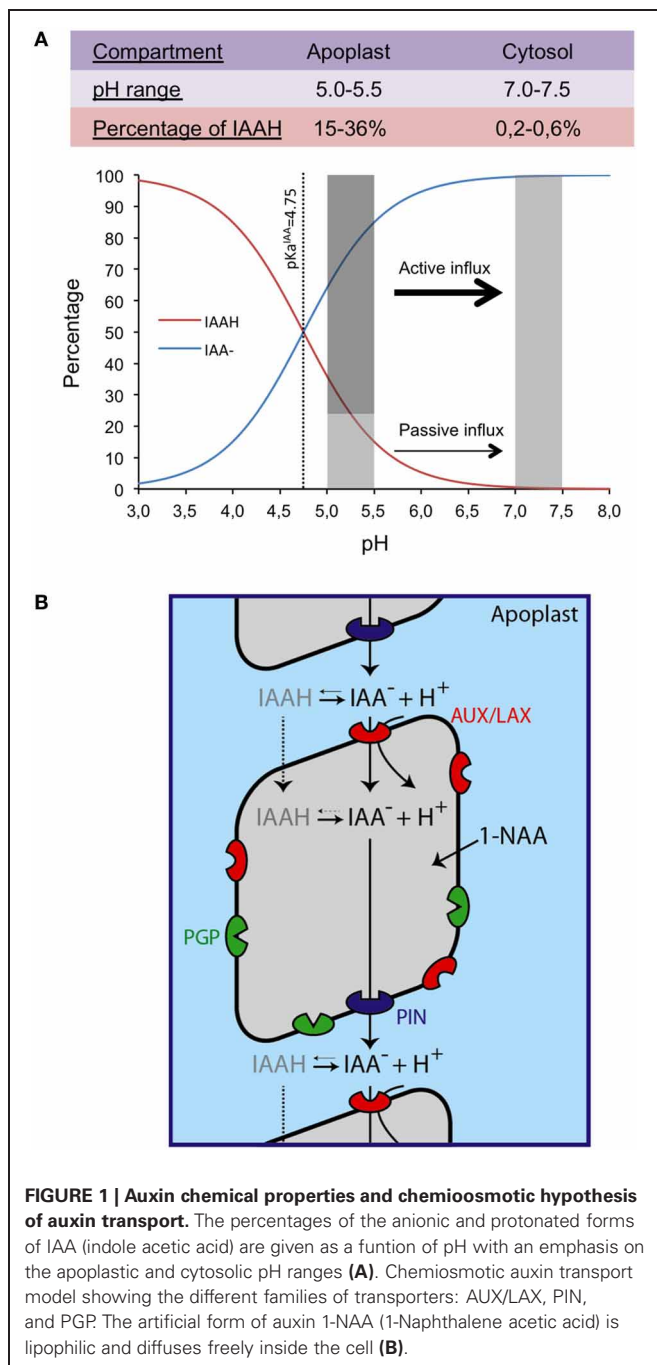 A
Compartment Apoplast Cytosol
pH range 5.0-5.5 7.0-7.5
Percentage of IAAH 15-36% 0,2-0,6%
100
90
80
70
60
50
40
30
20
10
0
Percentage
pKa^IAA=4.75
IAAH
IAA-
Active influx
Passive influx
3,0 3,5 4,0 4,5 5,0 5,5 6,0 6,5 7,0 7,5 8,0
pH
B
Apoplast
IAAH IAA⁻ + H⁺
AUX/LAX
IAAH IAA⁻ + H⁺
1-NAA
PGP
PIN
IAAH IAA⁻ + H⁺
FIGURE 1 | Auxin chemical properties and chemioosmotic hypothesis
of auxin transport. The percentages of the anionic and protonated forms
of IAA (indole acetic acid) are given as a funtion of pH with an emphasis on
the apoplastic and cytosolic pH ranges (A). Chemiosmotic auxin transport
model showing the different families of transporters: AUX/LAX, PIN,
and PGP. The artificial form of auxin 1-NAA (1-Naphthalene acetic acid) is
lipophilic and diffuses freely inside the cell (B).